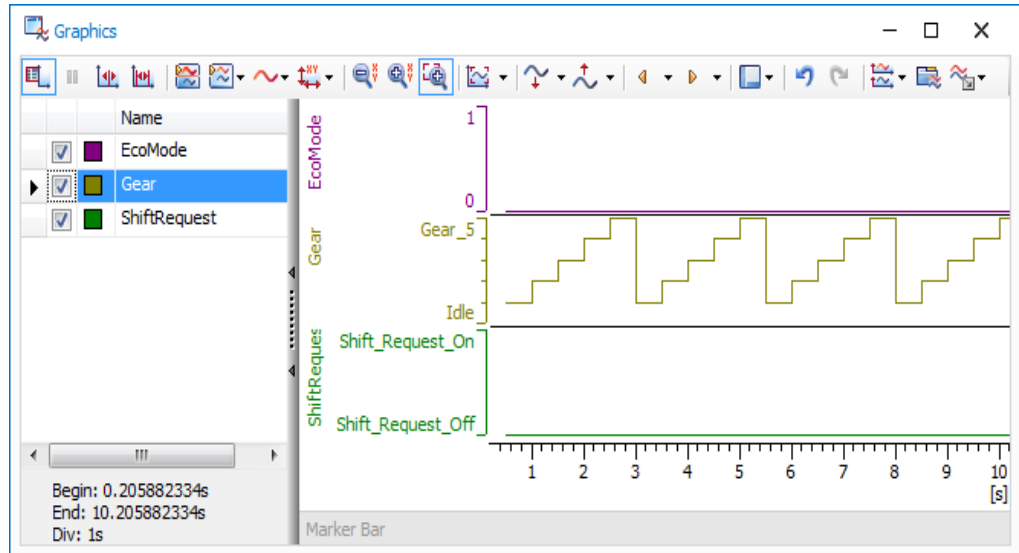 Graphics
Name
EcoMode
Gear
ShiftRequest
Begin: 0.205882334s
End: 10.205882334s
Div: 1s
EcoMode
1
0
Gear
Gear_5
Idle
ShiftReques
Shift_Request_On
Shift_Request_Off
1 2 3 4 5 6 7 8 9 10
[s]
Marker Bar